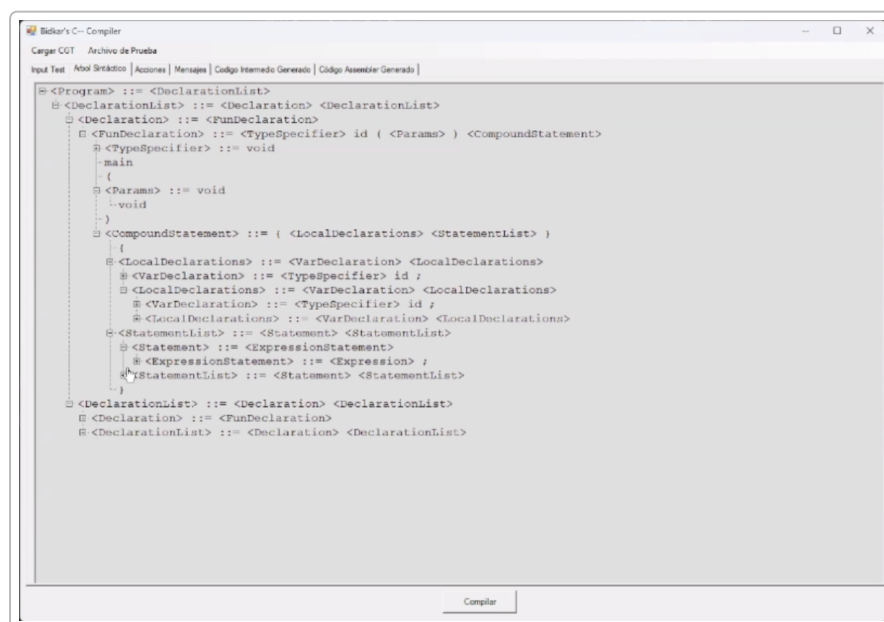 Bidkar's C-- Compiler
Cargar CGT Archivo de Prueba
Input Test Arbol Sintáctico Acciones Mensajes Codigo Intermedio Generado Código Assembler Generado
<Program> ::= <DeclarationList>
<DeclarationList> ::= <Declaration> <DeclarationList>
<Declaration> ::= <FunDeclaration>
<FunDeclaration> ::= <TypeSpecifier> id ( <Params> ) <CompoundStatement>
<TypeSpecifier> ::= void
main
(
<Params> ::= void
void
)
<CompoundStatement> ::= { <LocalDeclarations> <StatementList> }
{
<LocalDeclarations> ::= <VarDeclaration> <LocalDeclarations>
<VarDeclaration> ::= <TypeSpecifier> id ;
<LocalDeclarations> ::= <VarDeclaration> <LocalDeclarations>
<VarDeclaration> ::= <TypeSpecifier> id ;
<LocalDeclarations> ::= <VarDeclaration> <LocalDeclarations>
<StatementList> ::= <Statement> <StatementList>
<Statement> ::= <ExpressionStatement>
<ExpressionStatement> ::= <Expression> ;
<StatementList> ::= <Statement> <StatementList>
}
<DeclarationList> ::= <Declaration> <DeclarationList>
<Declaration> ::= <FunDeclaration>
<DeclarationList> ::= <Declaration> <DeclarationList>
Compilar